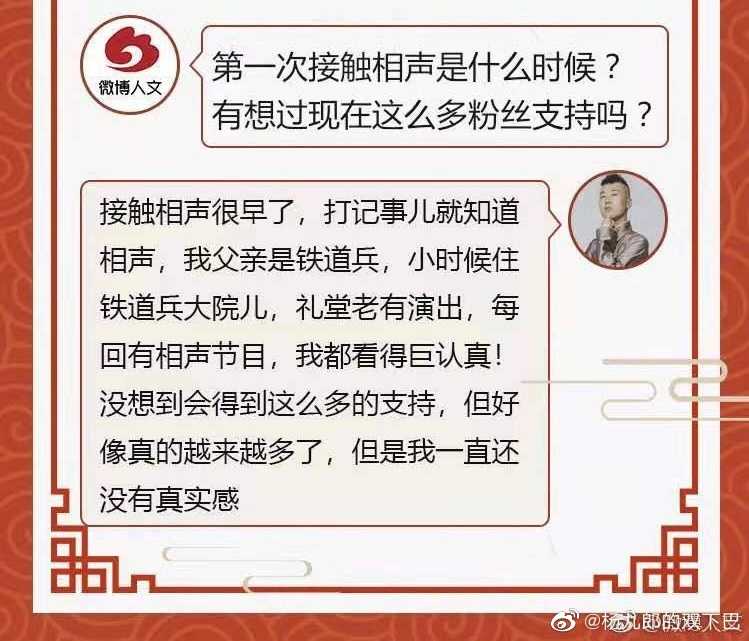 第一次接触相声是什么时候？
有想过现在这么多粉丝支持吗？
微博人文
接触相声很早了，打记事儿就知道
相声，我父亲是铁道兵，小时候住
铁道兵大院儿，礼堂老有演出，每
回有相声节目，我都看得巨认真！
没想到会得到这么多的支持，但好
像真的越来越多了，但是我一直还
没有真实感
@杨九郎的双下巴